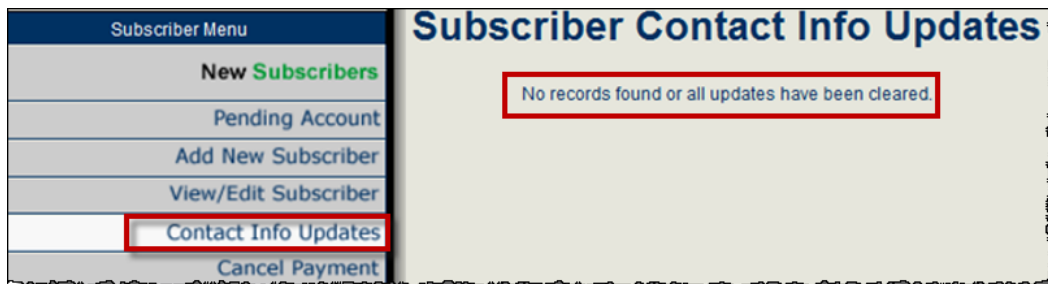 Subscriber Menu
New Subscribers
Pending Account
Add New Subscriber
View/Edit Subscriber
Contact Info Updates
Cancel Payment
Subscriber Contact Info Updates
No records found or all updates have been cleared.